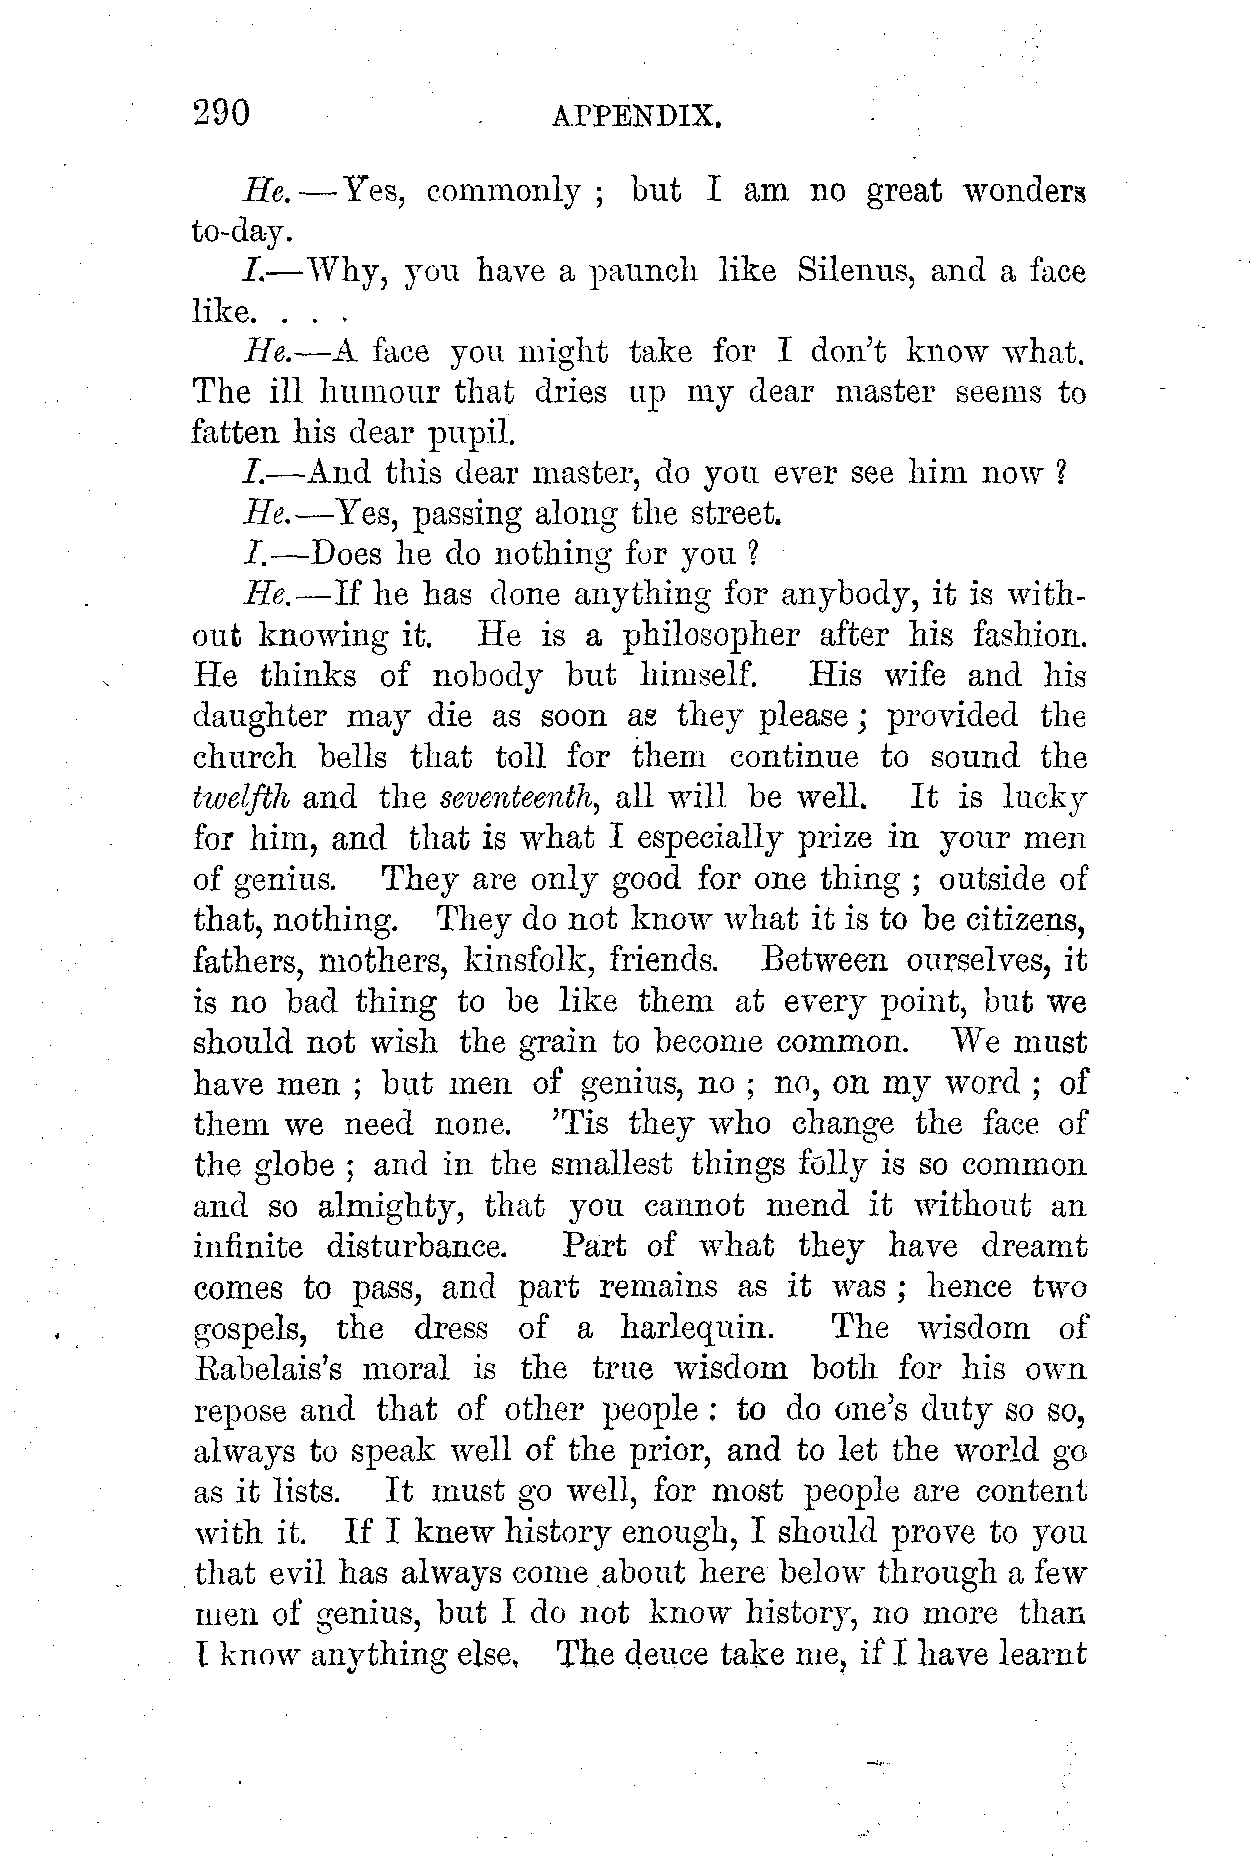 290 APPENDIX.
He.—Yes, commonly ; but I am no great wonders
to-day.
I.—Why, you have a paunch like Silenus, and a face
like. . . .
He.—A face you might take for I don't know what.
The ill humour that dries up my dear master seems to
fatten his dear pupil.
I.—And this dear master, do you ever see him now ?
He.—Yes, passing along the street.
I.—Does he do nothing for you ?
He.—If he has done anything for anybody, it is with-
out knowing it. He is a philosopher after his fashion.
He thinks of nobody but himself. His wife and his
daughter may die as soon as they please ; provided the
church bells that toll for them continue to sound the
twelfth and the seventeenth, all will be well. It is lucky
for him, and that is what I especially prize in your men
of genius. They are only good for one thing ; outside of
that, nothing. They do not know what it is to be citizens,
fathers, mothers, kinsfolk, friends. Between ourselves, it
is no bad thing to be like them at every point, but we
should not wish the grain to become common. We must
have men ; but men of genius, no ; no, on my word ; of
them we need none. 'Tis they who change the face of
the globe ; and in the smallest things folly is so common
and so almighty, that you cannot mend it without an
infinite disturbance. Part of what they have dreamt
comes to pass, and part remains as it was ; hence two
gospels, the dress of a harlequin. The wisdom of
Rabelais's moral is the true wisdom both for his own
repose and that of other people : to do one's duty so so,
always to speak well of the prior, and to let the world go
as it lists. It must go well, for most people are content
with it. If I knew history enough, I should prove to you
that evil has always come about here below through a few
men of genius, but I do not know history, no more than
I know anything else. The deuce take me, if I have learnt